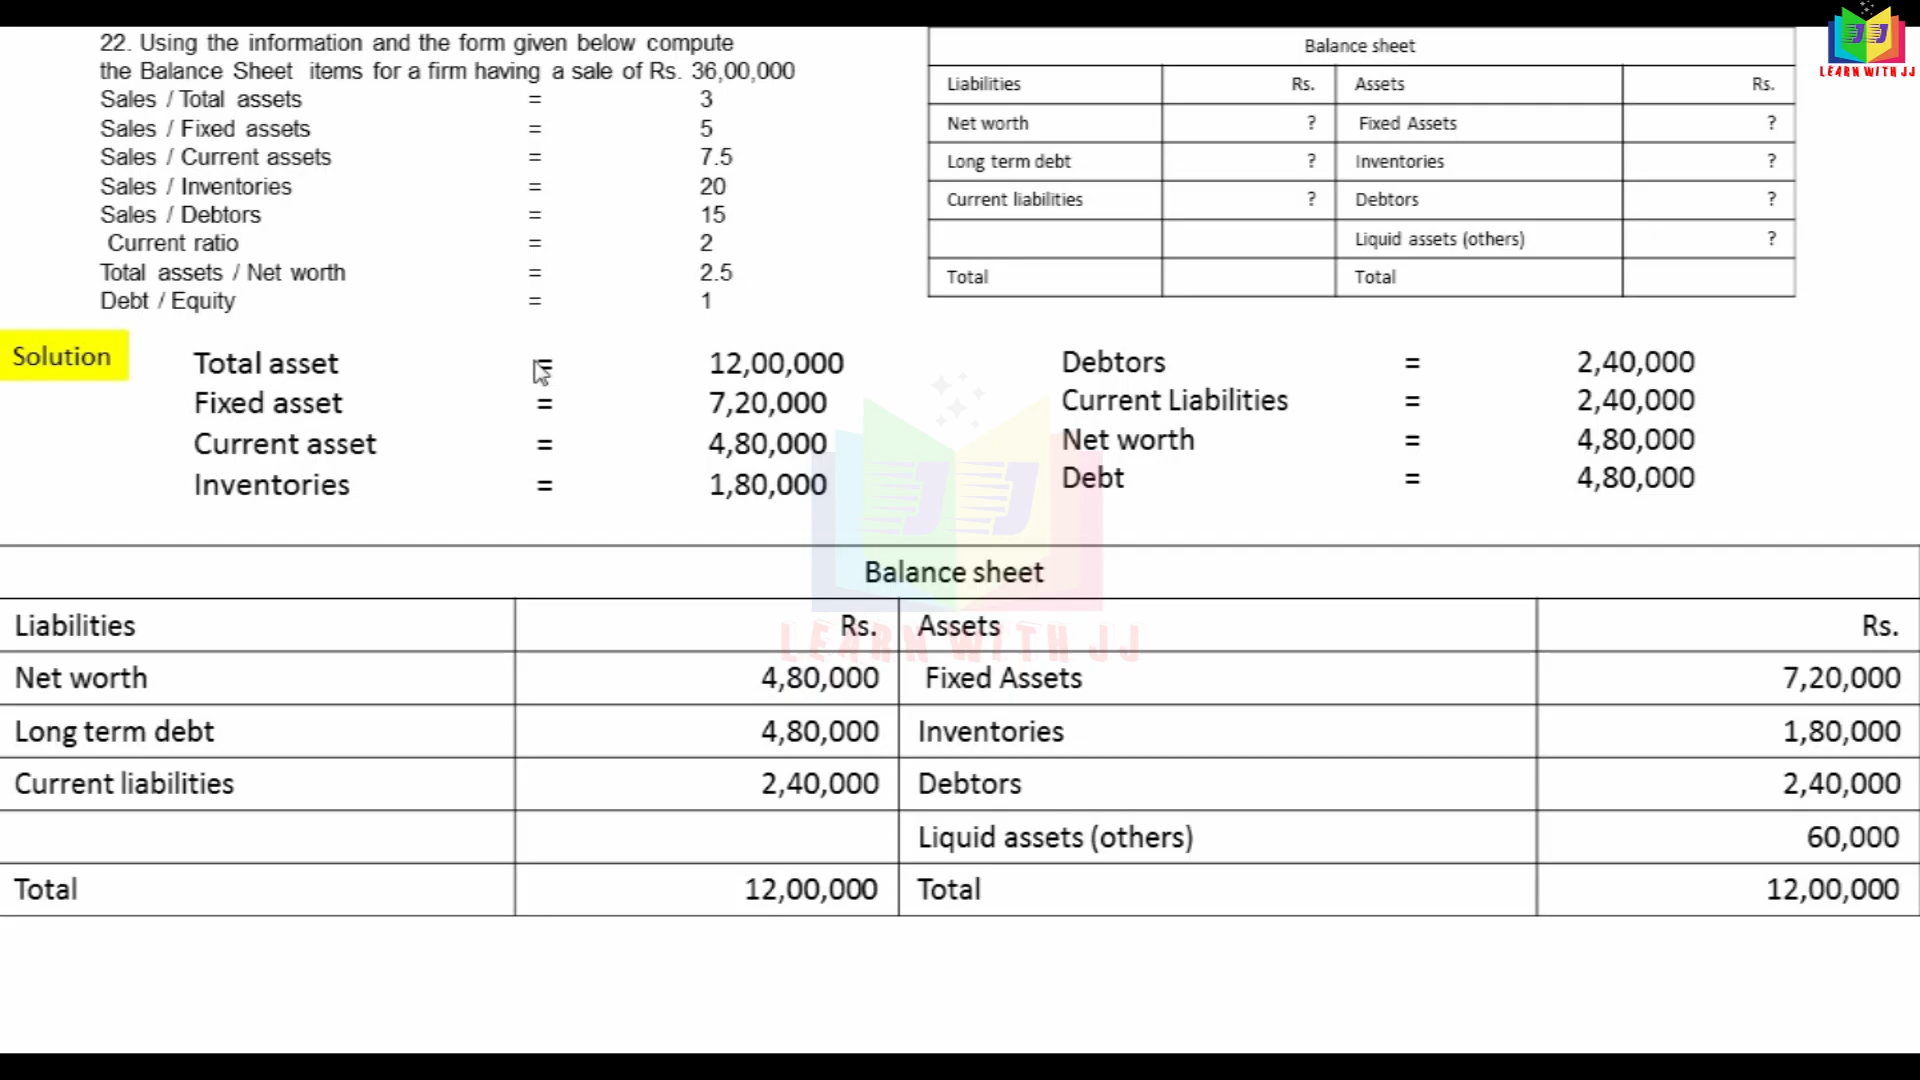 22. Using the information and the form given below compute
the Balance Sheet items for a firm having a sale of Rs. 36,00,000
Sales / Total assets = 3
Sales / Fixed assets = 5
Sales / Current assets = 7.5
Sales / Inventories = 20
Sales / Debtors = 15
Current ratio = 2
Total assets / Net worth = 2.5
Debt / Equity = 1
Balance sheet
Liabilities Rs. Assets Rs.
Net worth ? Fixed Assets ?
Long term debt ? Inventories ?
Current liabilities ? Debtors ?
Liquid assets (others) ?
Total Total
LEARN WITH JJ
Solution
Total asset = 12,00,000
Fixed asset = 7,20,000
Current asset = 4,80,000
Inventories = 1,80,000
Debtors = 2,40,000
Current Liabilities = 2,40,000
Net worth = 4,80,000
Debt = 4,80,000
JJ
LEARN WITH JJ
Balance sheet
Liabilities Rs. Assets Rs.
Net worth 4,80,000 Fixed Assets 7,20,000
Long term debt 4,80,000 Inventories 1,80,000
Current liabilities 2,40,000 Debtors 2,40,000
Liquid assets (others) 60,000
Total 12,00,000 Total 12,00,000